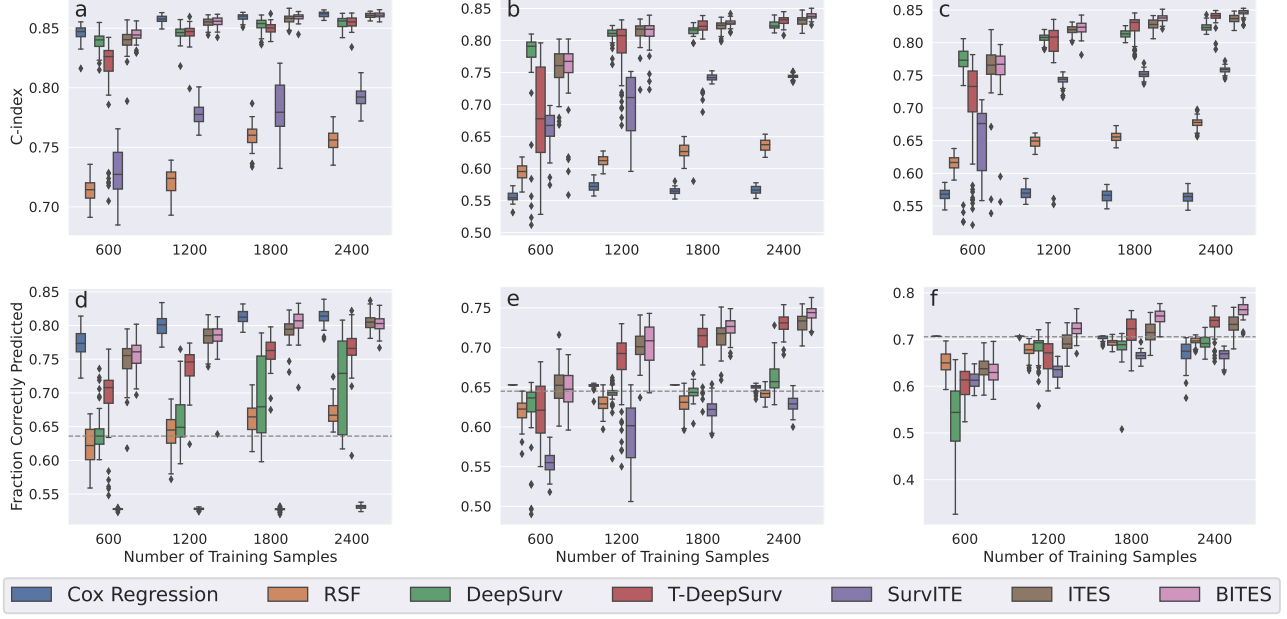 a
b
c
C-index
0.85
0.80
0.75
0.70
0.85
0.80
0.75
0.70
0.65
0.60
0.55
0.50
0.85
0.80
0.75
0.70
0.65
0.60
0.55
600 1200 1800 2400
600 1200 1800 2400
600 1200 1800 2400
d
e
f
Fraction Correctly Predicted
0.85
0.80
0.75
0.70
0.65
0.60
0.55
0.75
0.70
0.65
0.60
0.55
0.50
0.8
0.7
0.6
0.5
0.4
600 1200 1800 2400
600 1200 1800 2400
600 1200 1800 2400
Number of Training Samples
Number of Training Samples
Number of Training Samples
Cox Regression RSF DeepSurv T-DeepSurv SurvITE ITES BITES